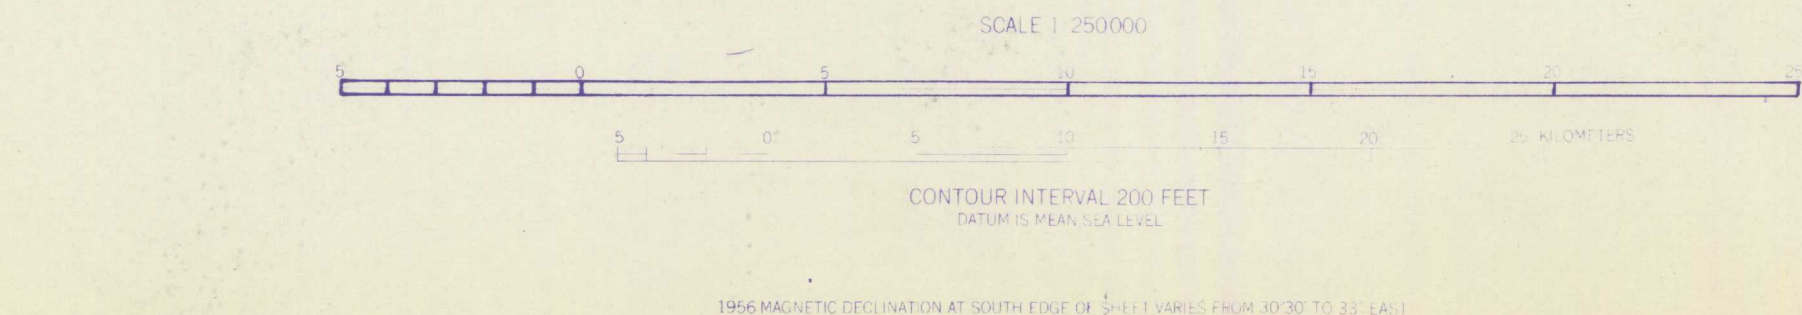 SCALE 1:250000
5 0 5 10 15 20 25
5 0 5 10 15 20 25 KILOMETERS
CONTOUR INTERVAL 200 FEET
DATUM IS MEAN SEA LEVEL
1956 MAGNETIC DECLINATION AT SOUTH EDGE OF SHEET VARIES FROM 30°30' TO 33° EAST